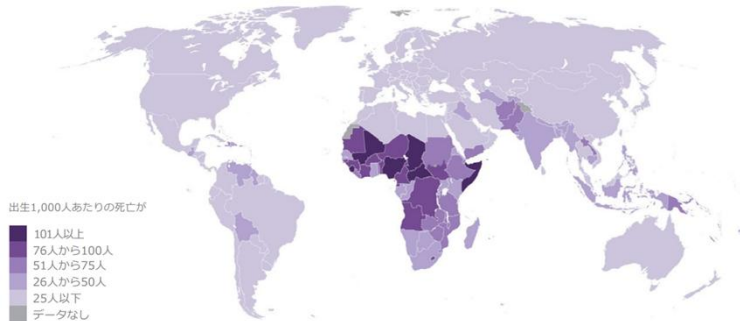 出生1,000人あたりの死亡が
101人以上
76人から100人
51人から75人
26人から50人
25人以下
データなし